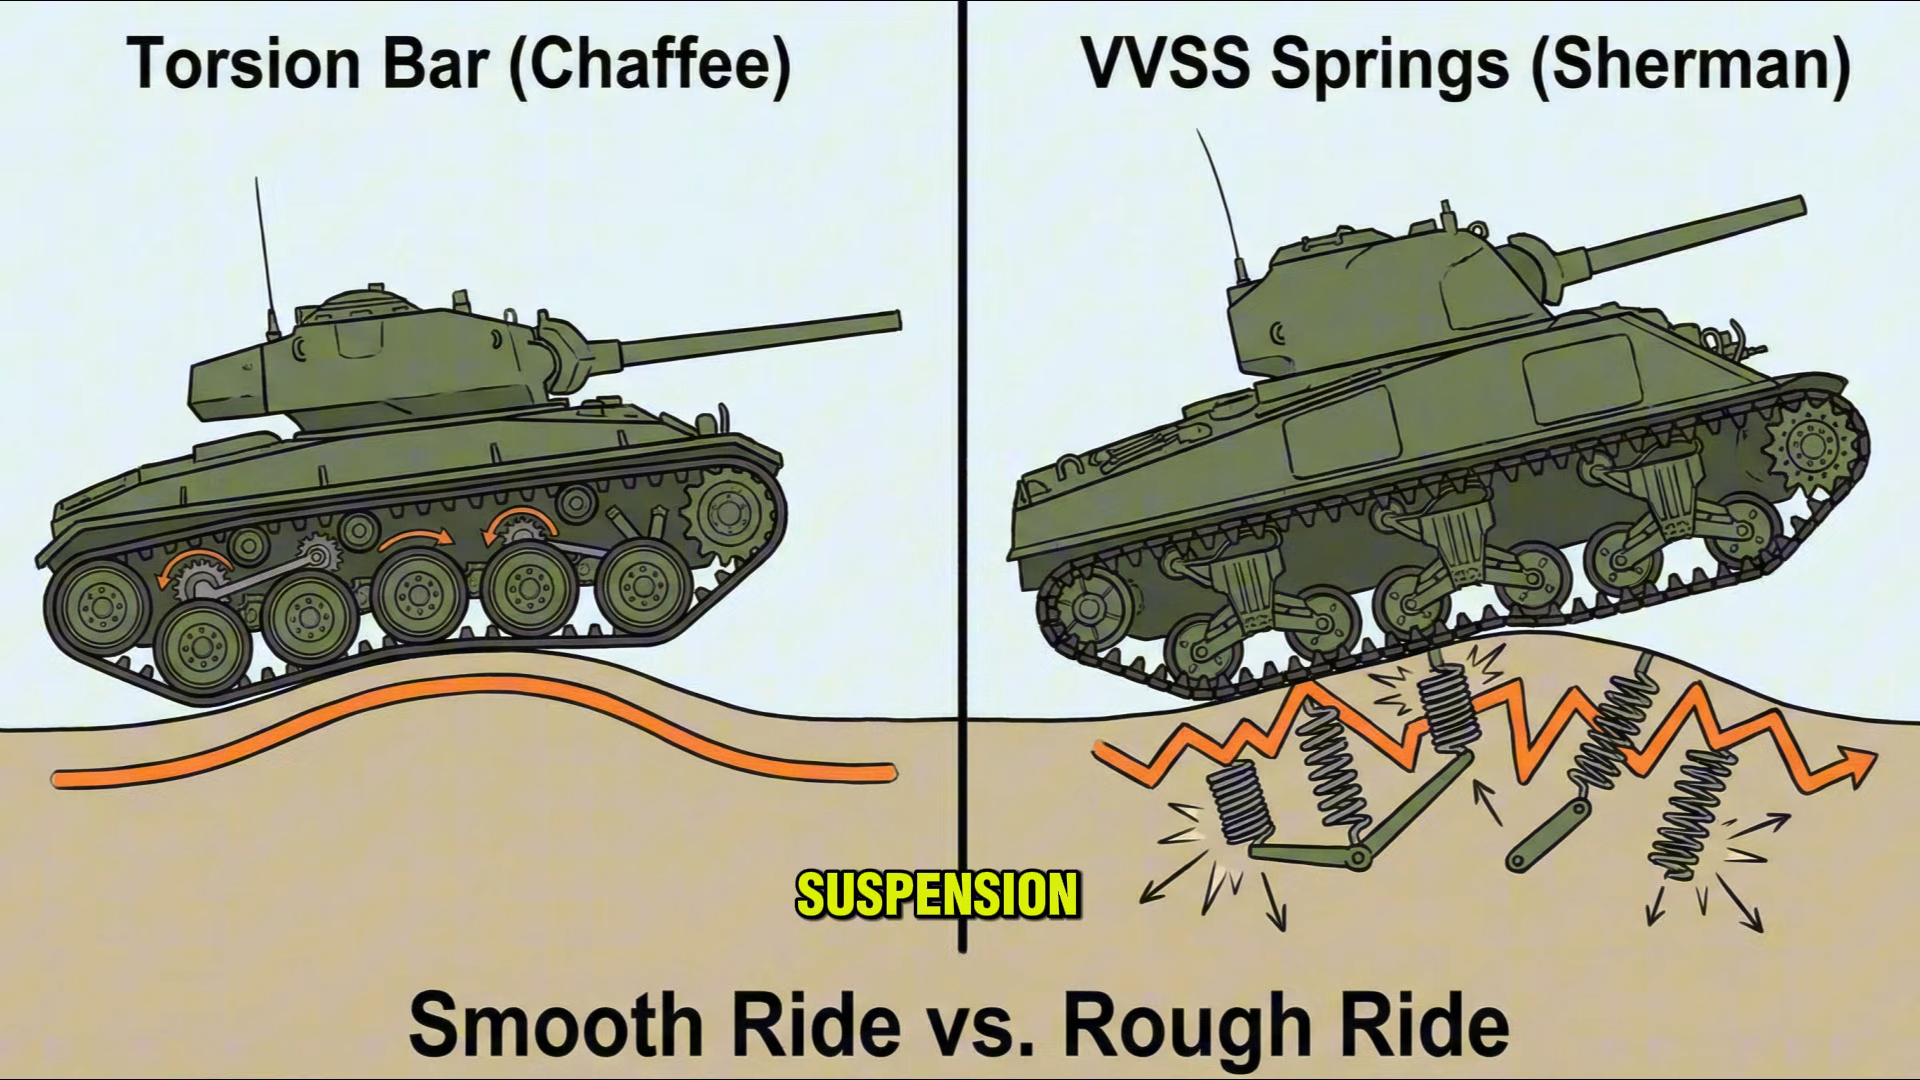 Torsion Bar (Chaffee)
VVSS Springs (Sherman)
SUSPENSION
Smooth Ride vs. Rough Ride